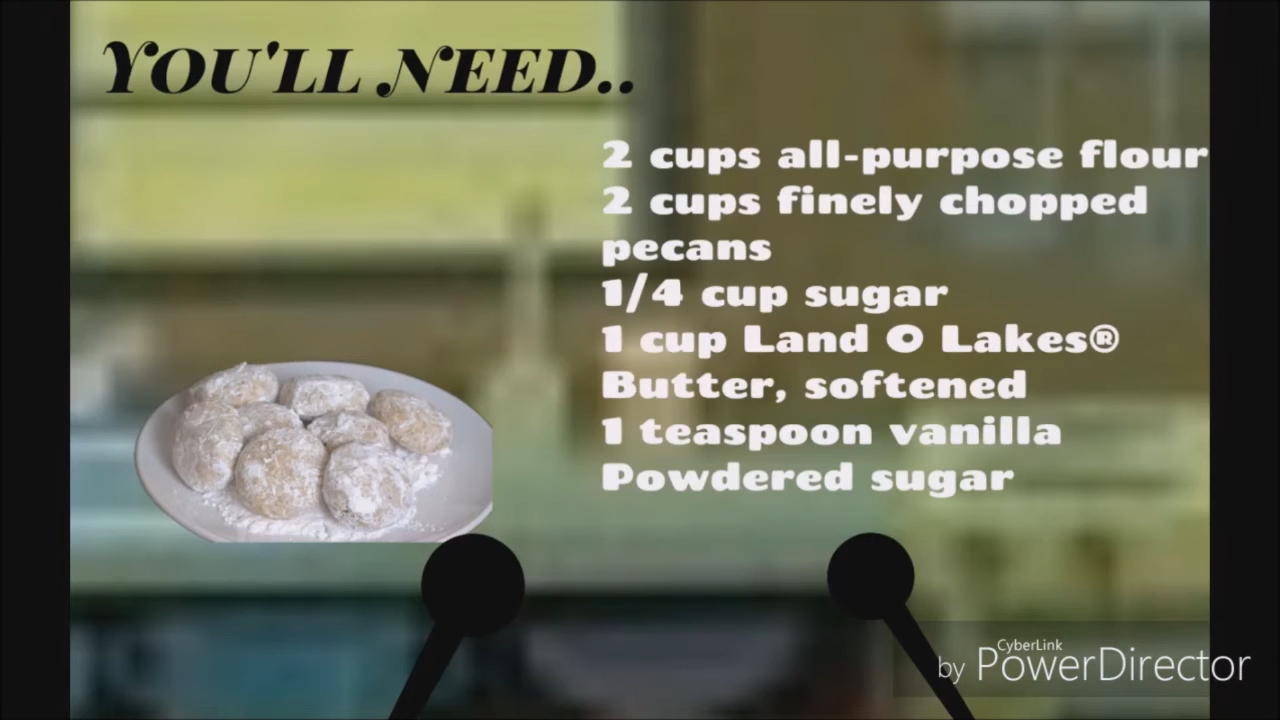 YOU'LL NEED..
2 cups all-purpose flour
2 cups finely chopped
pecans
1/4 cup sugar
1 cup Land O Lakes®
Butter, softened
1 teaspoon vanilla
Powdered sugar
CyberLink
by PowerDirector